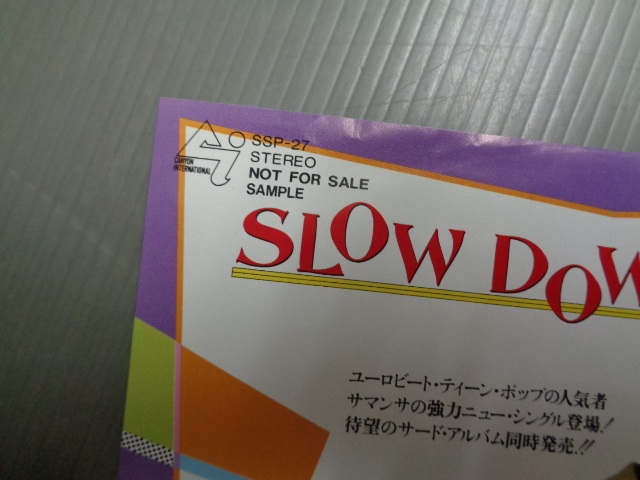 CANYON
INTERNATIONAL
SSP-27
STEREO
NOT FOR SALE
SAMPLE
SLOW DOW
ユーロビート・ティーン・ポップの人気者
サマンサの強力ニュー・シングル登場!
待望のサード・アルバム同時発売!!